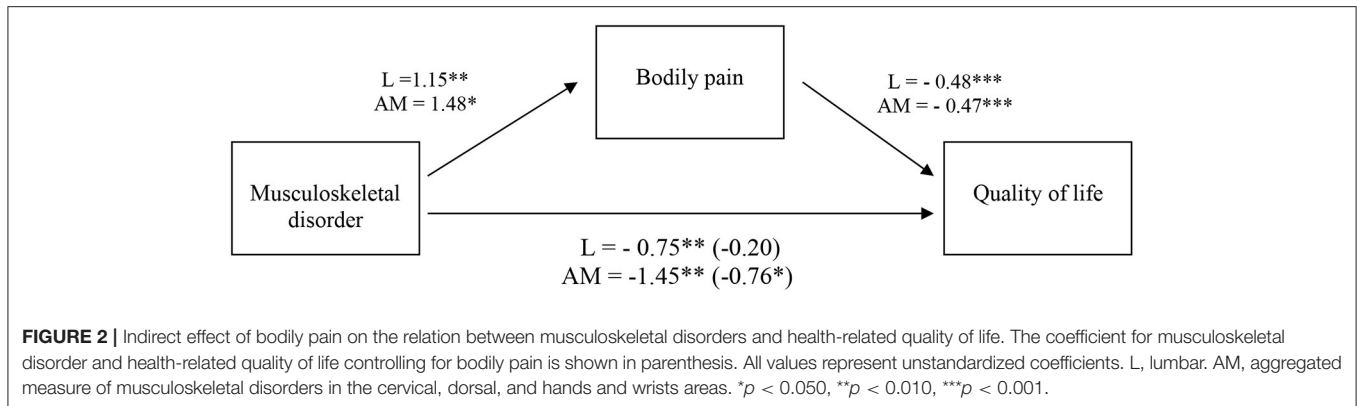 L =1.15**
AM = 1.48*
Bodily pain
L = - 0.48***
AM = - 0.47***
Musculoskeletal
disorder
Quality of life
L = - 0.75** (-0.20)
AM = -1.45** (-0.76*)
FIGURE 2 | Indirect effect of bodily pain on the relation between musculoskeletal disorders and health-related quality of life. The coefficient for musculoskeletal
disorder and health-related quality of life controlling for bodily pain is shown in parenthesis. All values represent unstandardized coefficients. L, lumbar. AM, aggregated
measure of musculoskeletal disorders in the cervical, dorsal, and hands and wrists areas. *p < 0.050, **p < 0.010, ***p < 0.001.